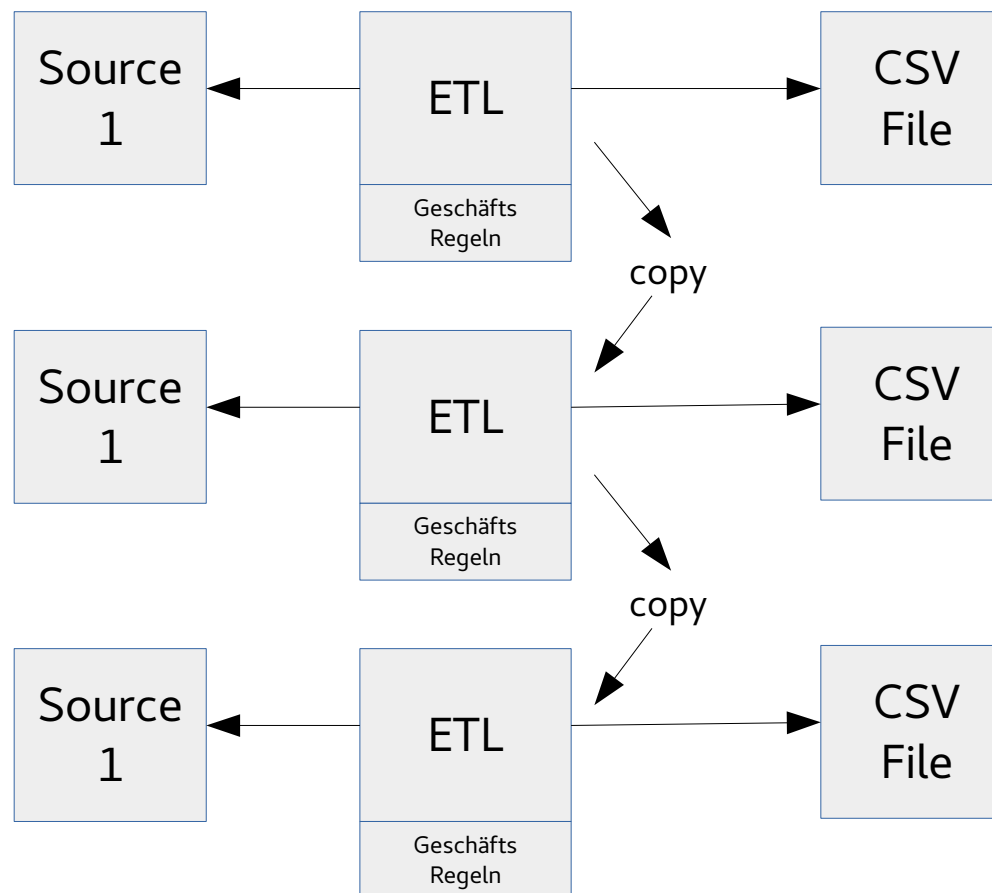 Source
1
ETL
CSV
File
Geschäfts
Regeln
copy
Source
1
ETL
CSV
File
Geschäfts
Regeln
copy
Source
1
ETL
CSV
File
Geschäfts
Regeln